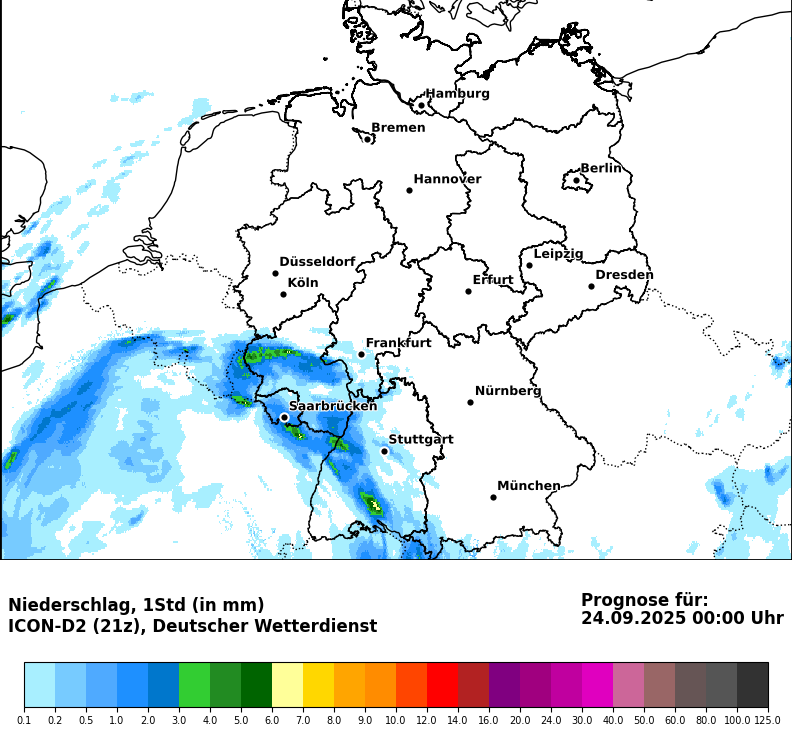 Hamburg
Bremen
Berlin
Hannover
Leipzig
Düsseldorf
Dresden
Köln
Erfurt
Frankfurt
Nürnberg
Saarbrücken
Stuttgart
München
Niederschlag, 1Std (in mm)
ICON-D2 (21z), Deutscher Wetterdienst
Prognose für:
24.09.2025 00:00 Uhr
0.1 0.2 0.5 1.0 2.0 3.0 4.0 5.0 6.0 7.0 8.0 9.0 10.0 12.0 14.0 16.0 20.0 24.0 30.0 40.0 50.0 60.0 80.0 100.0 125.0